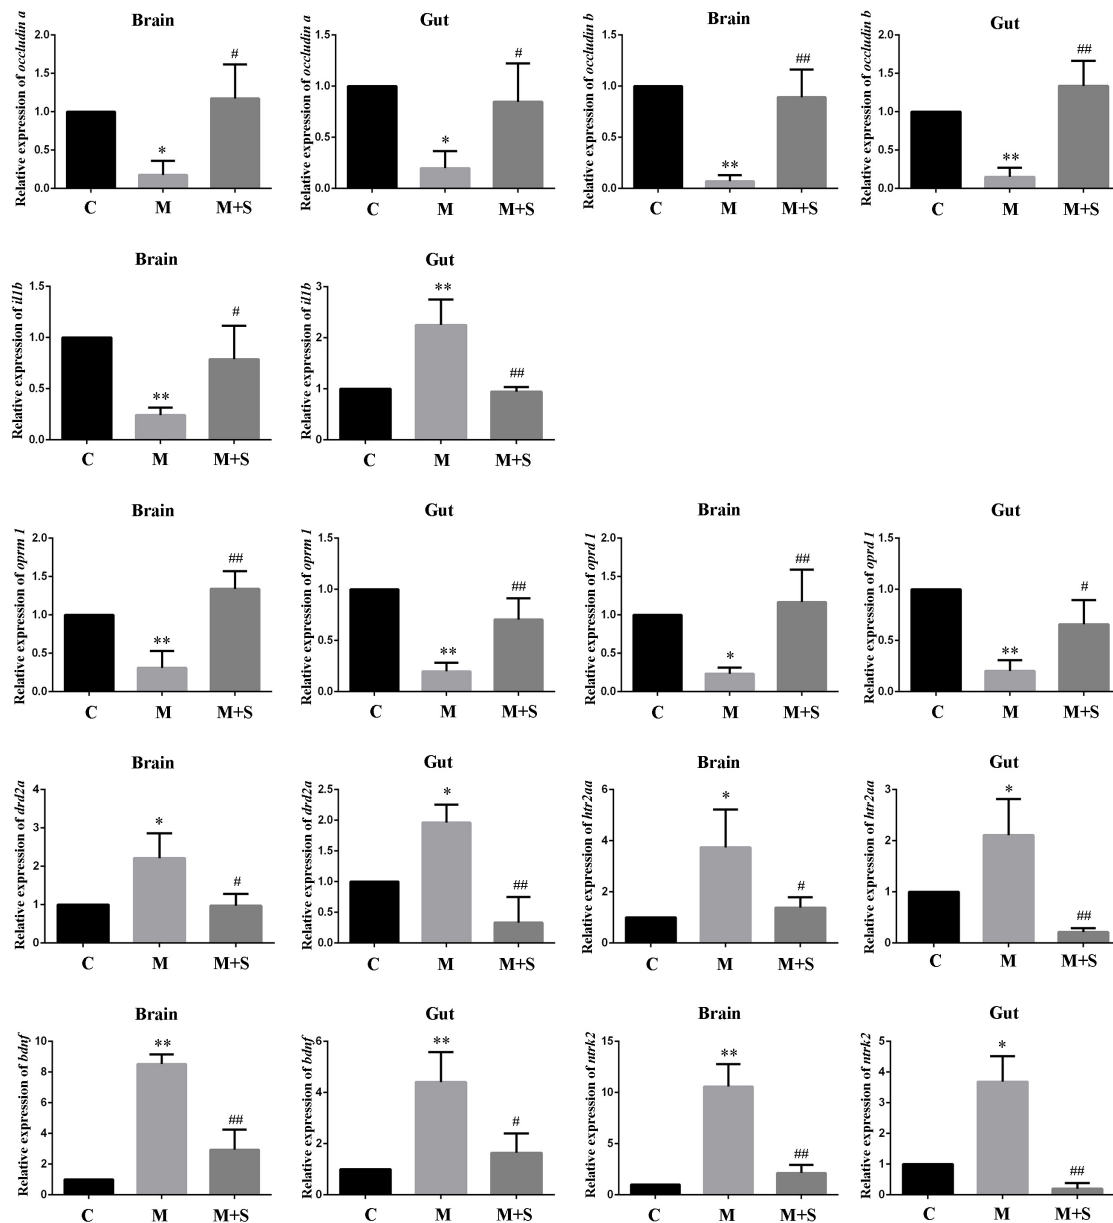 Brain
Relative expression of occludin a
2.0
1.5
1.0
0.5
0.0
*
#
C M M+S
Gut
Relative expression of occludin a
1.5
1.0
0.5
0.0
*
#
C M M+S
Brain
Relative expression of occludin b
1.5
1.0
0.5
0.0
**
##
C M M+S
Gut
Relative expression of occludin b
2.0
1.5
1.0
0.5
0.0
**
##
C M M+S
Brain
Relative expression of il1b
1.5
1.0
0.5
0.0
**
#
C M M+S
Gut
Relative expression of il1b
3
2
1
0
**
##
C M M+S
Brain
Relative expression of oprm 1
2.0
1.5
1.0
0.5
0.0
**
##
C M M+S
Gut
Relative expression of oprm 1
1.5
1.0
0.5
0.0
**
##
C M M+S
Brain
Relative expression of oprd 1
2.0
1.5
1.0
0.5
0.0
*
##
C M M+S
Gut
Relative expression of oprd 1
1.5
1.0
0.5
0.0
**
#
C M M+S
Brain
Relative expression of drd2a
4
3
2
1
0
*
#
C M M+S
Gut
Relative expression of drd2a
2.5
2.0
1.5
1.0
0.5
0.0
*
##
C M M+S
Brain
Relative expression of htr2aa
6
4
2
0
*
#
C M M+S
Gut
Relative expression of htr2aa
3
2
1
0
*
##
C M M+S
Brain
Relative expression of bdnf
10
8
6
4
2
0
**
##
C M M+S
Gut
Relative expression of bdnf
6
4
2
0
**
#
C M M+S
Brain
Relative expression of ntrk2
15
10
5
0
**
##
C M M+S
Gut
Relative expression of ntrk2
5
4
3
2
1
0
*
##
C M M+S